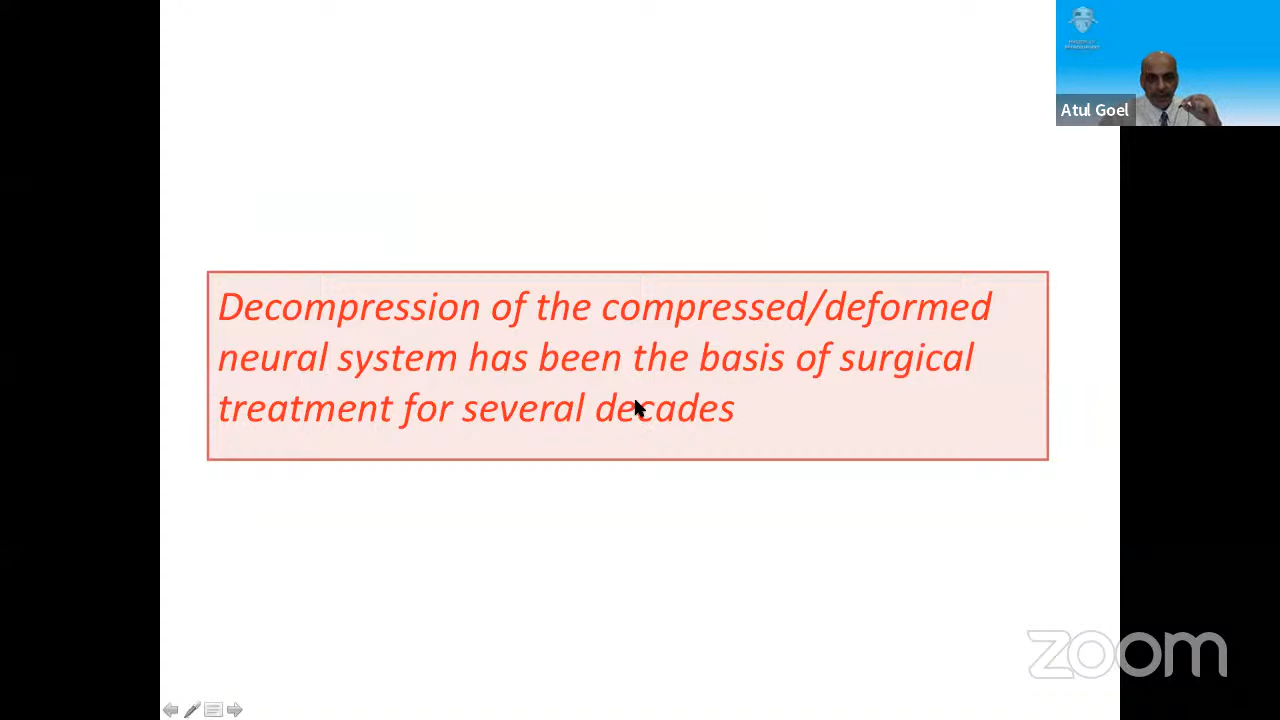 Atul Goel
Decompression of the compressed/deformed
neural system has been the basis of surgical
treatment for several decades
zoom